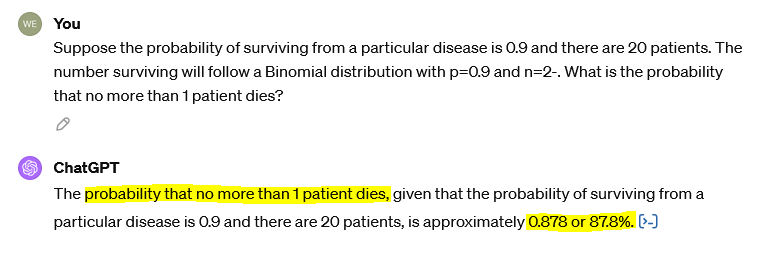 WE You
Suppose the probability of surviving from a particular disease is 0.9 and there are 20 patients. The
number surviving will follow a Binomial distribution with p=0.9 and n=2-. What is the probability
that no more than 1 patient dies?
ChatGPT
The probability that no more than 1 patient dies, given that the probability of surviving from a
particular disease is 0.9 and there are 20 patients, is approximately 0.878 or 87.8%. [>-]